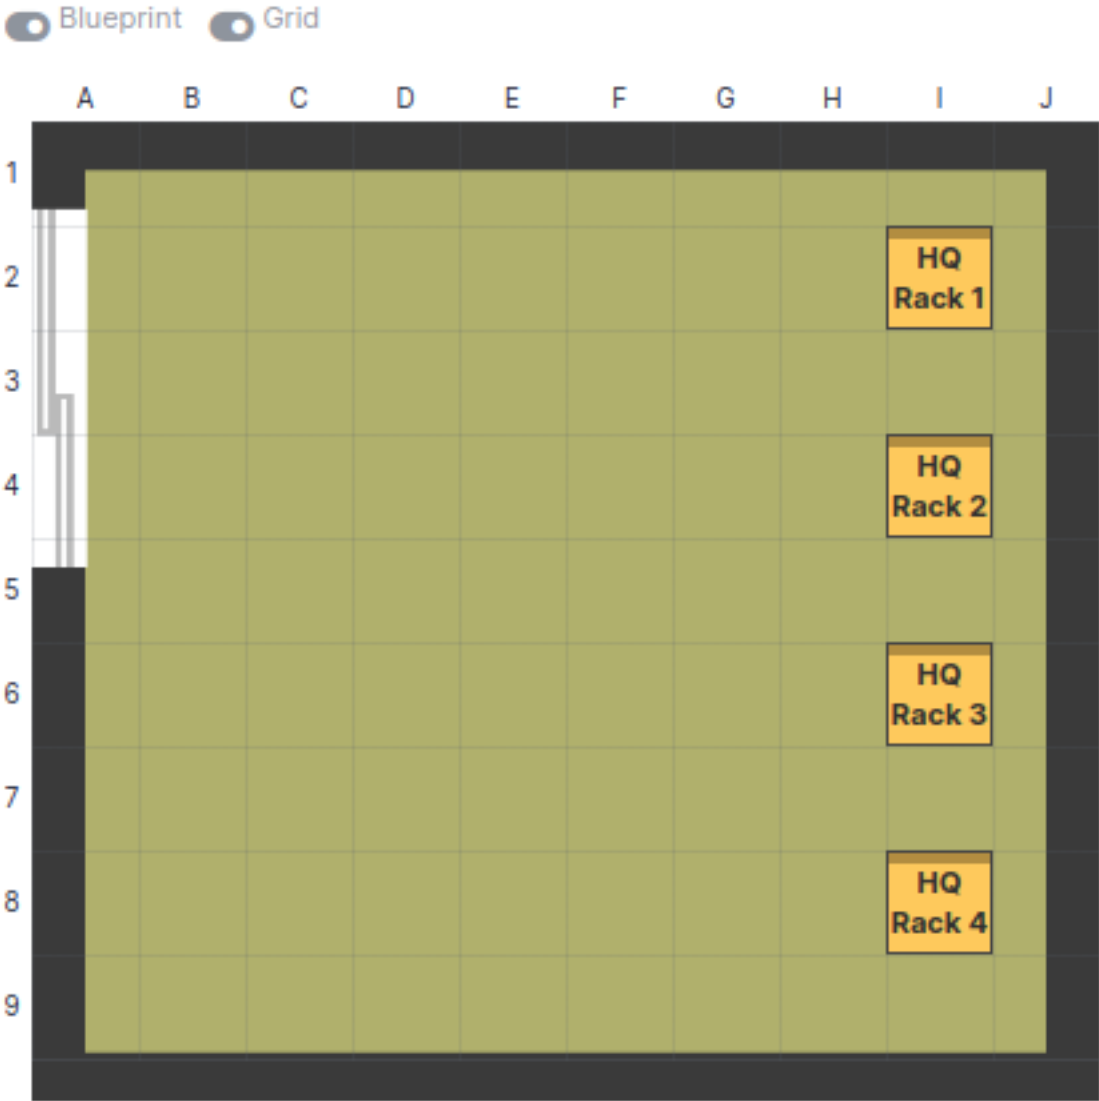 Blueprint Grid
A B C D E F G H I J
1
2
HQ
Rack 1
3
4
HQ
Rack 2
5
6
HQ
Rack 3
7
8
HQ
Rack 4
9